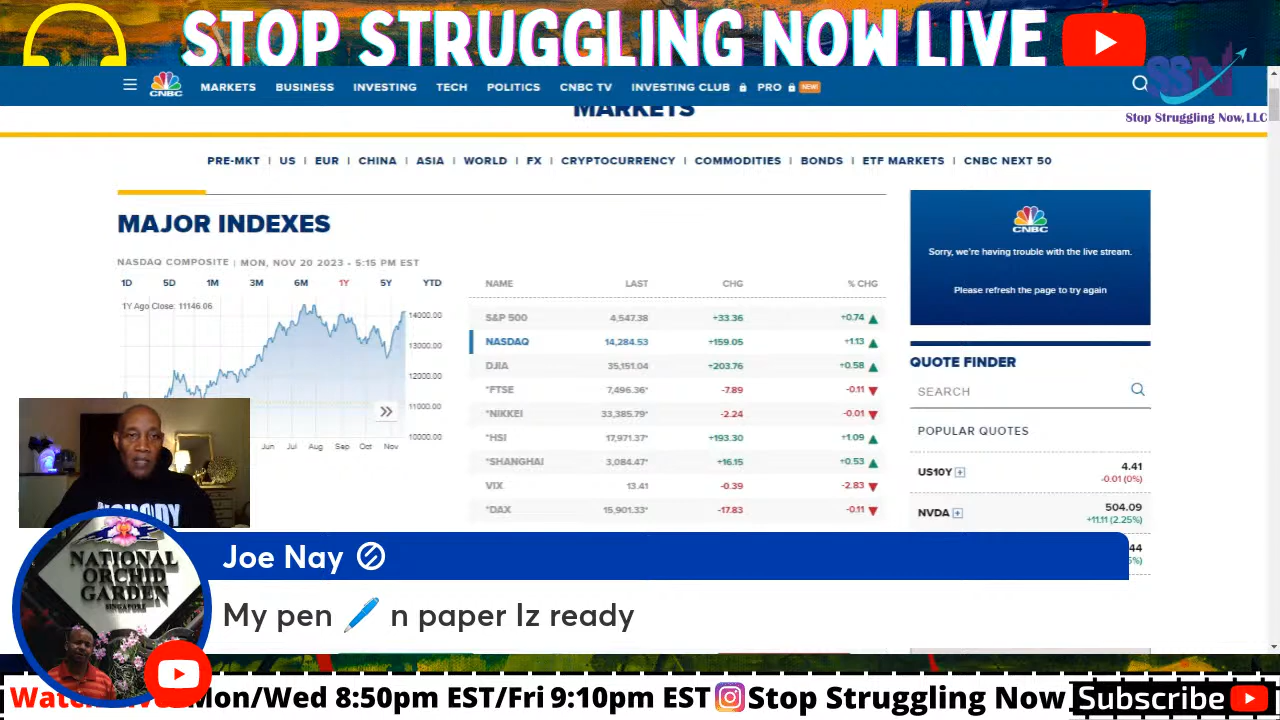 STOP STRUGGLING NOW LIVE
CNBC MARKETS BUSINESS INVESTING TECH POLITICS CNBC TV INVESTING CLUB PRO NEW!
SSN
Stop Struggling Now, LLC
MARKETS
PRE-MKT | US | EUR | CHINA | ASIA | WORLD | FX | CRYPTOCURRENCY | COMMODITIES | BONDS | ETF MARKETS | CNBC NEXT 50
MAJOR INDEXES
NASDAQ COMPOSITE | MON, NOV 20 2023 - 5:15 PM EST
1D 5D 1M 3M 6M 1Y 5Y YTD
1Y Ago Close: 11146.06
14000.00
13000.00
12000.00
11000.00
10000.00
Jun Jul Aug Sep Oct Nov
NAME LAST CHG % CHG
S&P 500 4,547.38 +33.36 +0.74
NASDAQ 14,284.53 +159.05 +1.13
DJIA 35,151.04 +203.76 +0.58
*FTSE 7,496.36* -7.89 -0.11
*NIKKEI 33,385.79* -2.24 -0.01
*HSI 17,971.37* +193.30 +1.09
*SHANGHAI 3,084.47* +16.15 +0.53
VIX 13.41 -0.39 -2.83
*DAX 15,901.33* -17.83 -0.11
CNBC
Sorry, we're having trouble with the live stream.
Please refresh the page to try again
QUOTE FINDER
SEARCH
POPULAR QUOTES
US10Y 4.41
-0.01 (0%)
NVDA 504.09
+11.11 (2.25%)
44
%)
NOBODY
NATIONAL
ORCHID
GARDEN
SINGAPORE
Joe Nay
My pen 🖊️ n paper Iz ready
Mon/Wed 8:50pm EST/Fri 9:10pm EST Stop Struggling Now
Subscribe